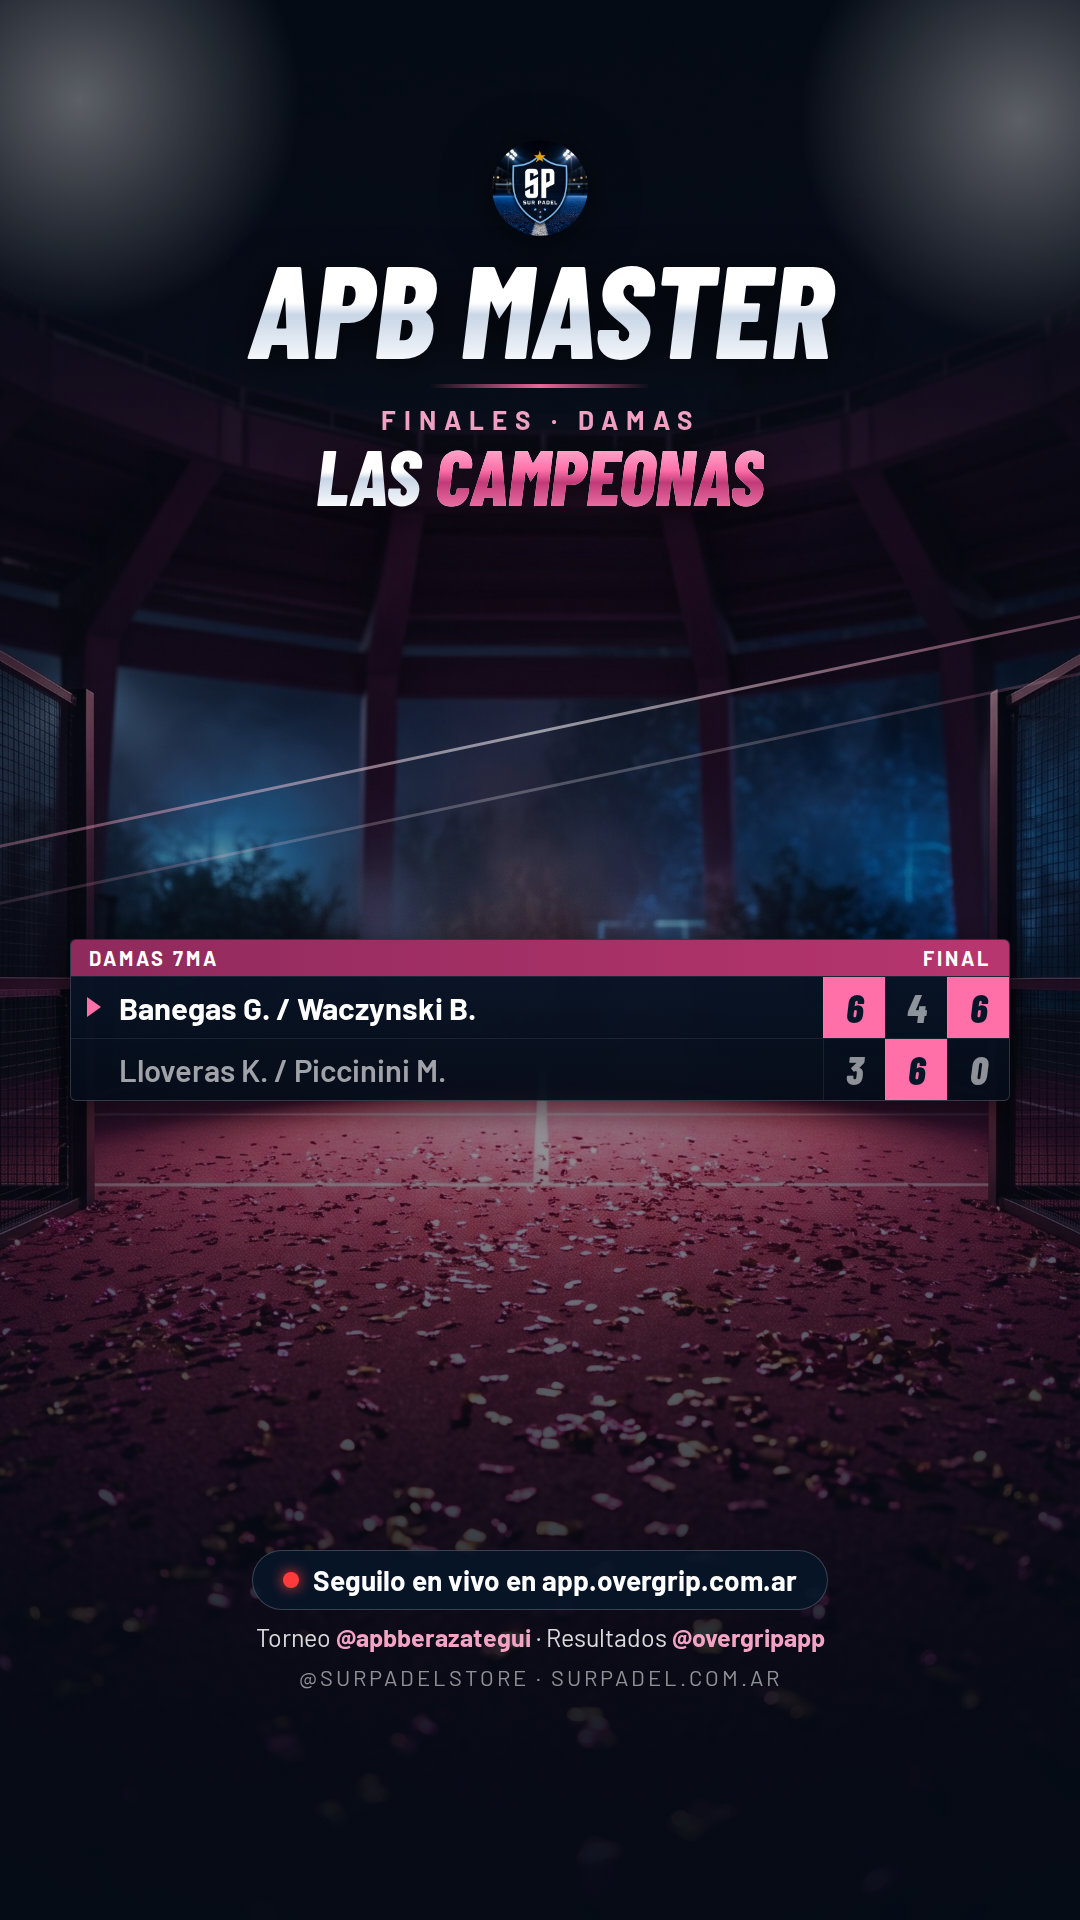 SP
SUR PADEL
APB MASTER
FINALES · DAMAS
LAS CAMPEONAS
DAMAS 7MA FINAL
Banegas G. / Waczynski B. 6 4 6
Lloveras K. / Piccinini M. 3 6 0
Seguilo en vivo en app.overgrip.com.ar
Torneo @apbberazategui · Resultados @overgripapp
@SURPADELSTORE · SURPADEL.COM.AR